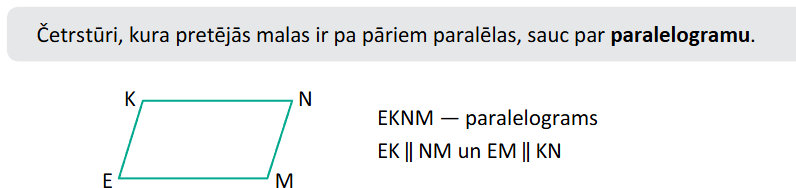 Četrstūri, kura pretējās malas ir pa pāriem paralēlas, sauc par paralelogramu.
K
N
EKNM — paralelograms
EK ǁ NM un EM ǁ KN
E
M